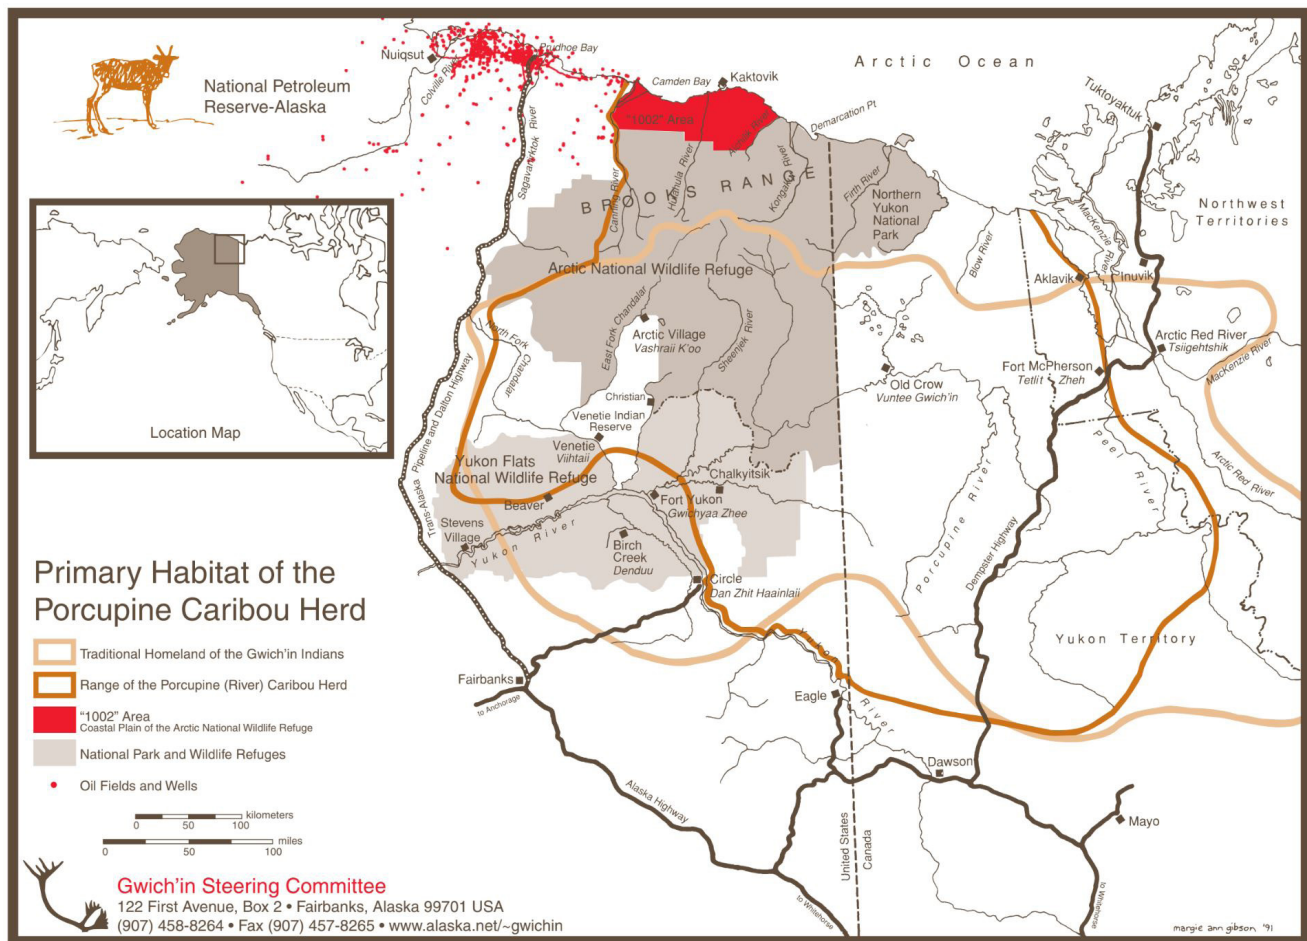 Arctic Ocean
Nuiqsut
Prudhoe Bay
Colville River
Camden Bay
Kaktovik
National Petroleum
Reserve-Alaska
"1002" Area
Demarcation Pt
Tuktoyaktuk
Sagavanirktok River
Canning River
Hulahula River
Kongakut River
Firth River
BROOKS RANGE
Northern
Yukon
National
Park
Northwest
Territories
MacKenzie
River
Blow River
Arctic National Wildlife Refuge
Aklavik
Inuvik
East Fork Chandalar
Sheenjek River
North Fork
Chandalar
Arctic Village
Vashraii K'oo
Arctic Red River
Tsiigehtshik
MacKenzie River
Fort McPherson
Tetlit Zheh
Old Crow
Vuntee Gwich'in
Christian
Venetie Indian
Reserve
Venetie
Viihtaii
Location Map
Trans-Alaska Pipeline and Dalton Highway
Yukon Flats
National Wildlife Refuge
Chalkyitsik
Beaver
Fort Yukon
Gwichyaa Zhee
Peel River
Arctic Red River
Porcupine River
Stevens
Village
Yukon River
Birch
Creek
Denduu
Circle
Dan Zhit Haainlaii
Dempster Highway
Primary Habitat of the
Porcupine Caribou Herd
Traditional Homeland of the Gwich'in Indians
Range of the Porcupine (River) Caribou Herd
"1002" Area
Coastal Plain of the Arctic National Wildlife Refuge
National Park and Wildlife Refuges
Oil Fields and Wells
0 50 100 kilometers
0 50 100 miles
Yukon Territory
Yukon
River
Fairbanks
to Anchorage
Eagle
Dawson
Alaska Highway
Mayo
United States
Canada
to Whitehorse
to Whitehorse
Gwich'in Steering Committee
122 First Avenue, Box 2 • Fairbanks, Alaska 99701 USA
(907) 458-8264 • Fax (907) 457-8265 • www.alaska.net/~gwichin
margie ann gibson, '91